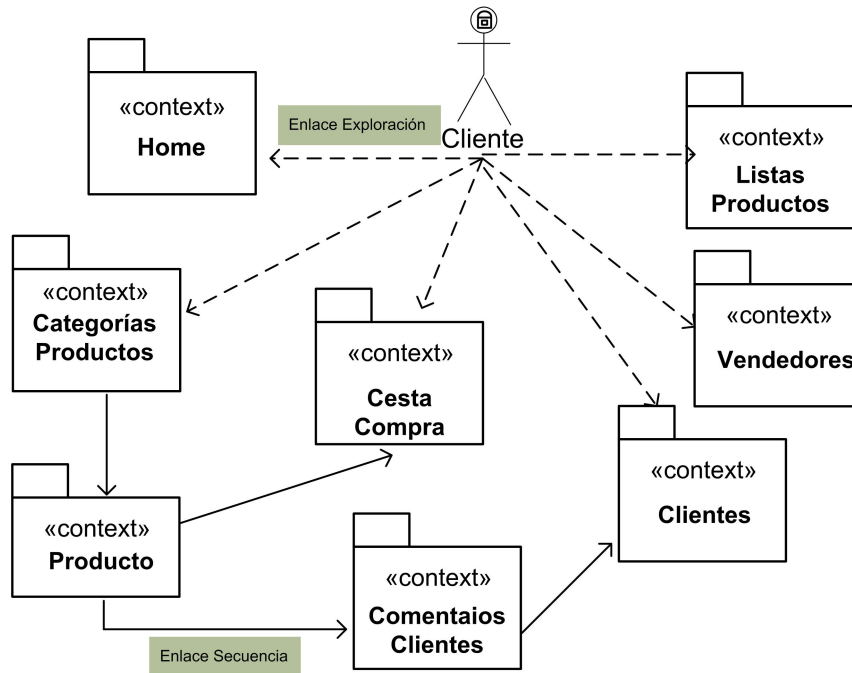 «context»
Home
Enlace Exploración
Cliente
«context»
Listas
Productos
«context»
Categorías
Productos
«context»
Cesta
Compra
«context»
Vendedores
«context»
Clientes
«context»
Producto
«context»
Comentaios
Clientes
Enlace Secuencia